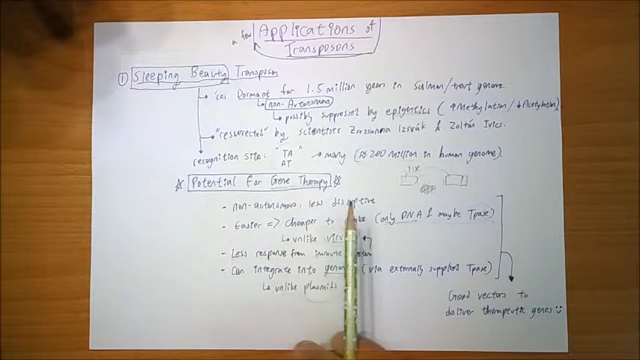 a few Applications of
Transposons
① Sleeping Beauty Transposon
Dormant for 1.5 million years in Salmon/trout genome.
non-Autonomous
possibly suppressed by epigenetics (↑Methylation/↓Acetylation).
"resurrected" by scientists Zsuzsanna Izsvák & Zoltán Ivics.
recognition site: "TA → many (≈200 million in human genome).
AT
☆ Potential For Gene Therapy ☆
TIR
- non-autonomous: less
- Easier => Cheaper to (only DNA & maybe Tpase)
↳ unlike
- Less response from immune
- Can integrate into (via externally supplied Tpase)
↳ unlike plasmids
Good vectors to
deliver therapeutic genes